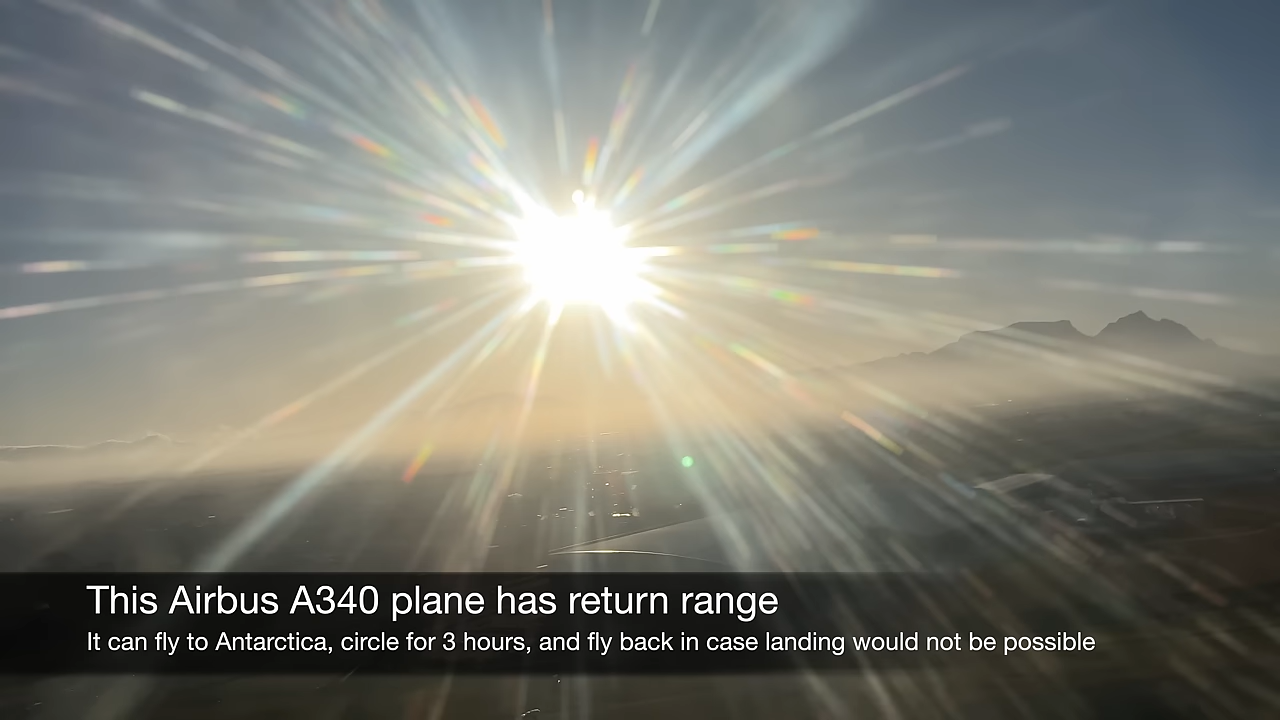 This Airbus A340 plane has return range
It can fly to Antarctica, circle for 3 hours, and fly back in case landing would not be possible